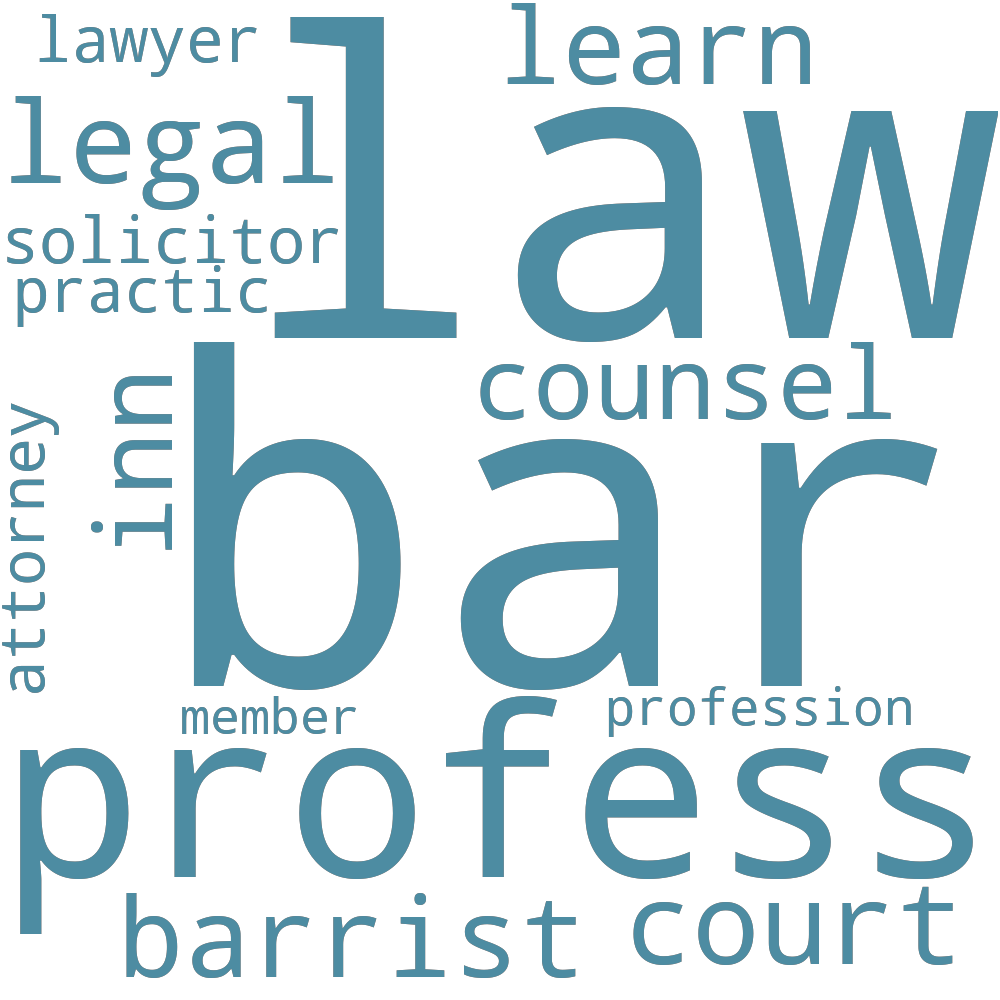 lawyer
learn
law
legal
solicitor
practic
counsel
inn
bar
attorney
member
profession
profess
barrist
court